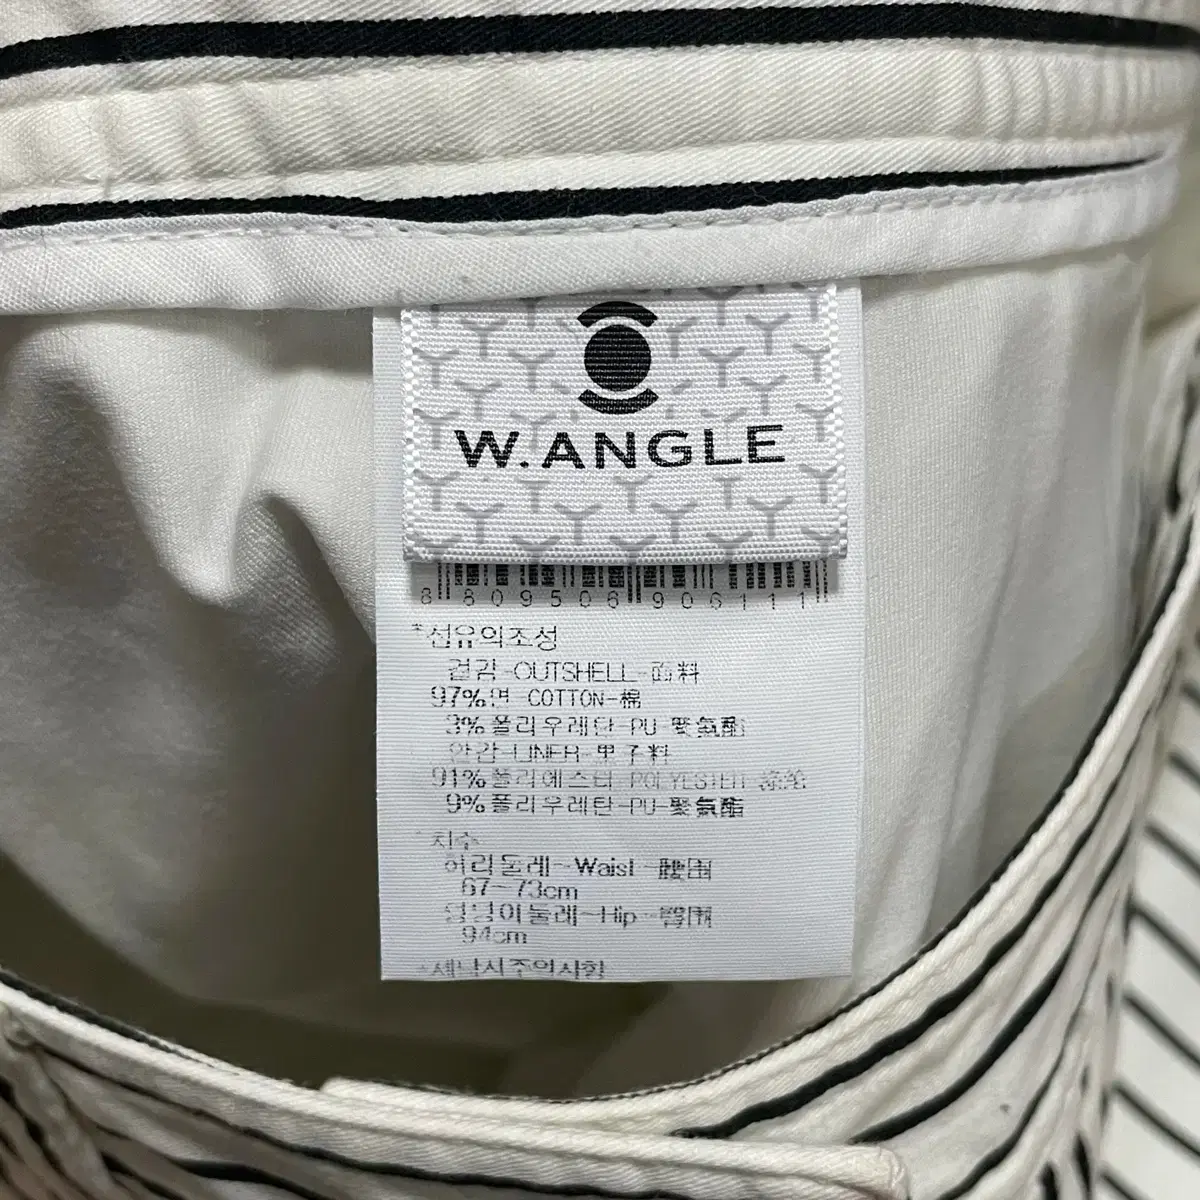 W.ANGLE
8 809506 906111
*섬유의조성
겉감-OUTSHELL-面料
97%면 COTTON-棉
3%폴리우레탄-PU-聚氨酯
안감-LINER-里子料
91%폴리에스터-POLYESTER-涤纶
9%폴리우레탄-PU-聚氨酯
*치수
허리둘레-Waist-腰围
67~73cm
엉덩이둘레-Hip-臀围
94cm
*세탁시주의사항